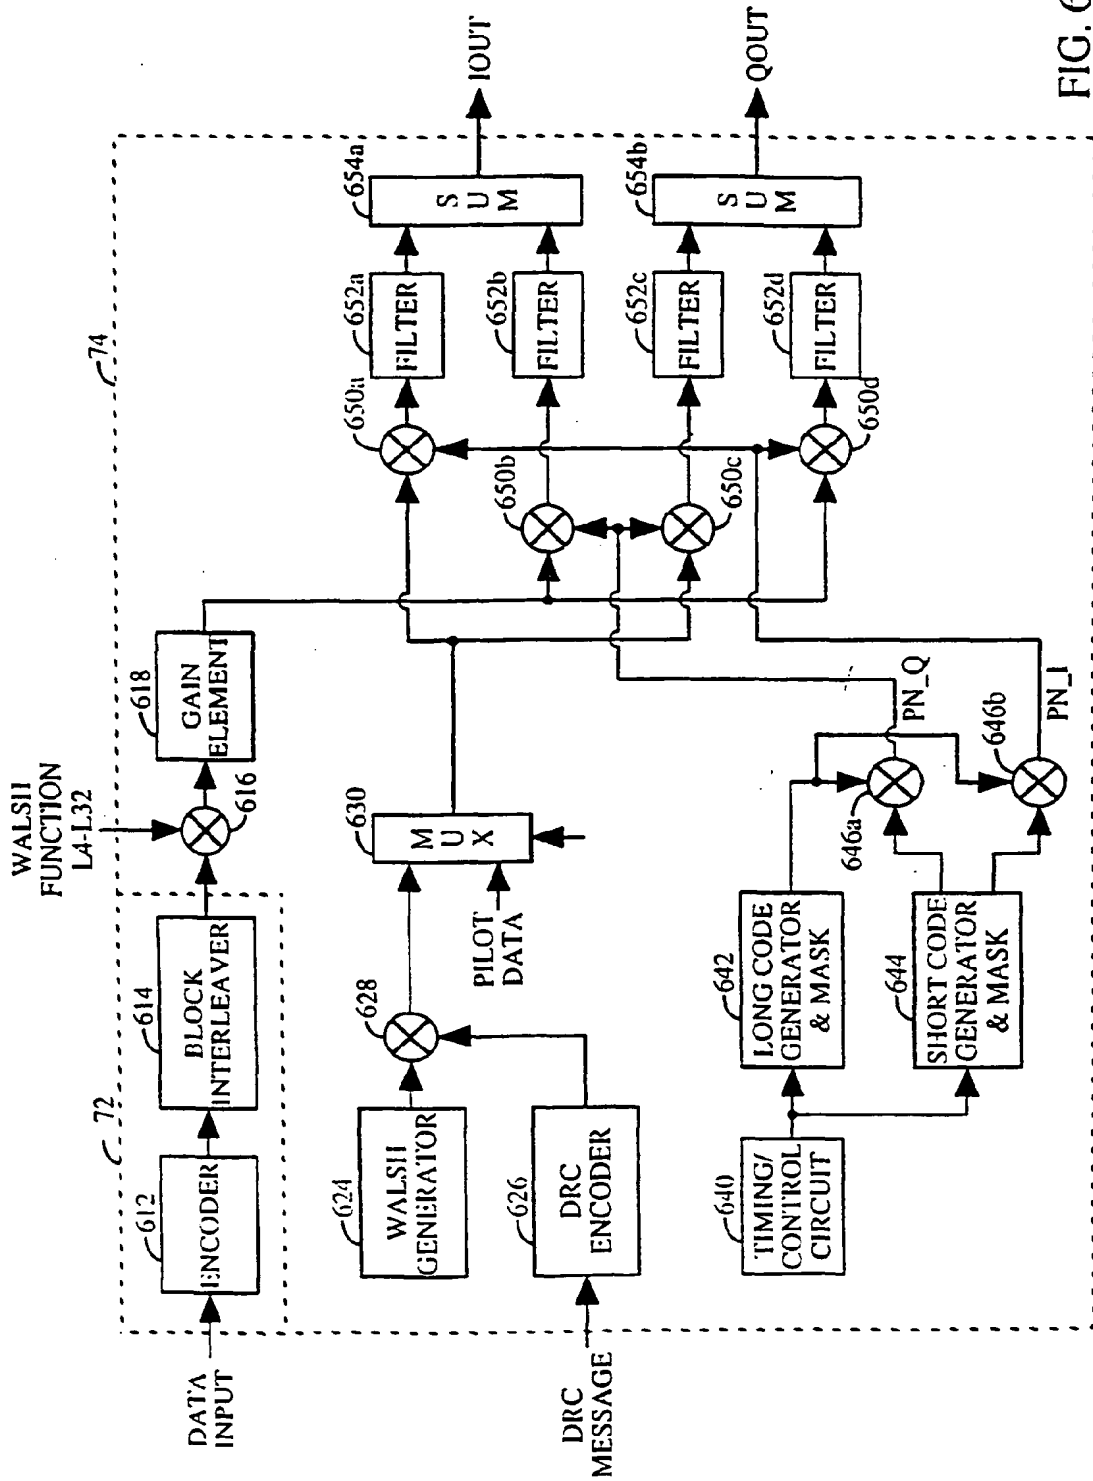 WALSH
FUNCTION
L4-L32
72
74
612
ENCODER
614
BLOCK
INTERLEAVER
616
618
GAIN
ELEMENT
DATA
INPUT
624
WALSH
GENERATOR
628
630
M
U
X
PILOT
DATA
626
DRC
ENCODER
DRC
MESSAGE
640
TIMING/
CONTROL
CIRCUIT
642
LONG CODE
GENERATOR
& MASK
644
SHORT CODE
GENERATOR
& MASK
646a
646b
PN_Q
PN_I
650a
650b
650c
650d
652a
FILTER
652b
FILTER
652c
FILTER
652d
FILTER
654a
S
U
M
654b
S
U
M
IOUT
QOUT
FIG. 6